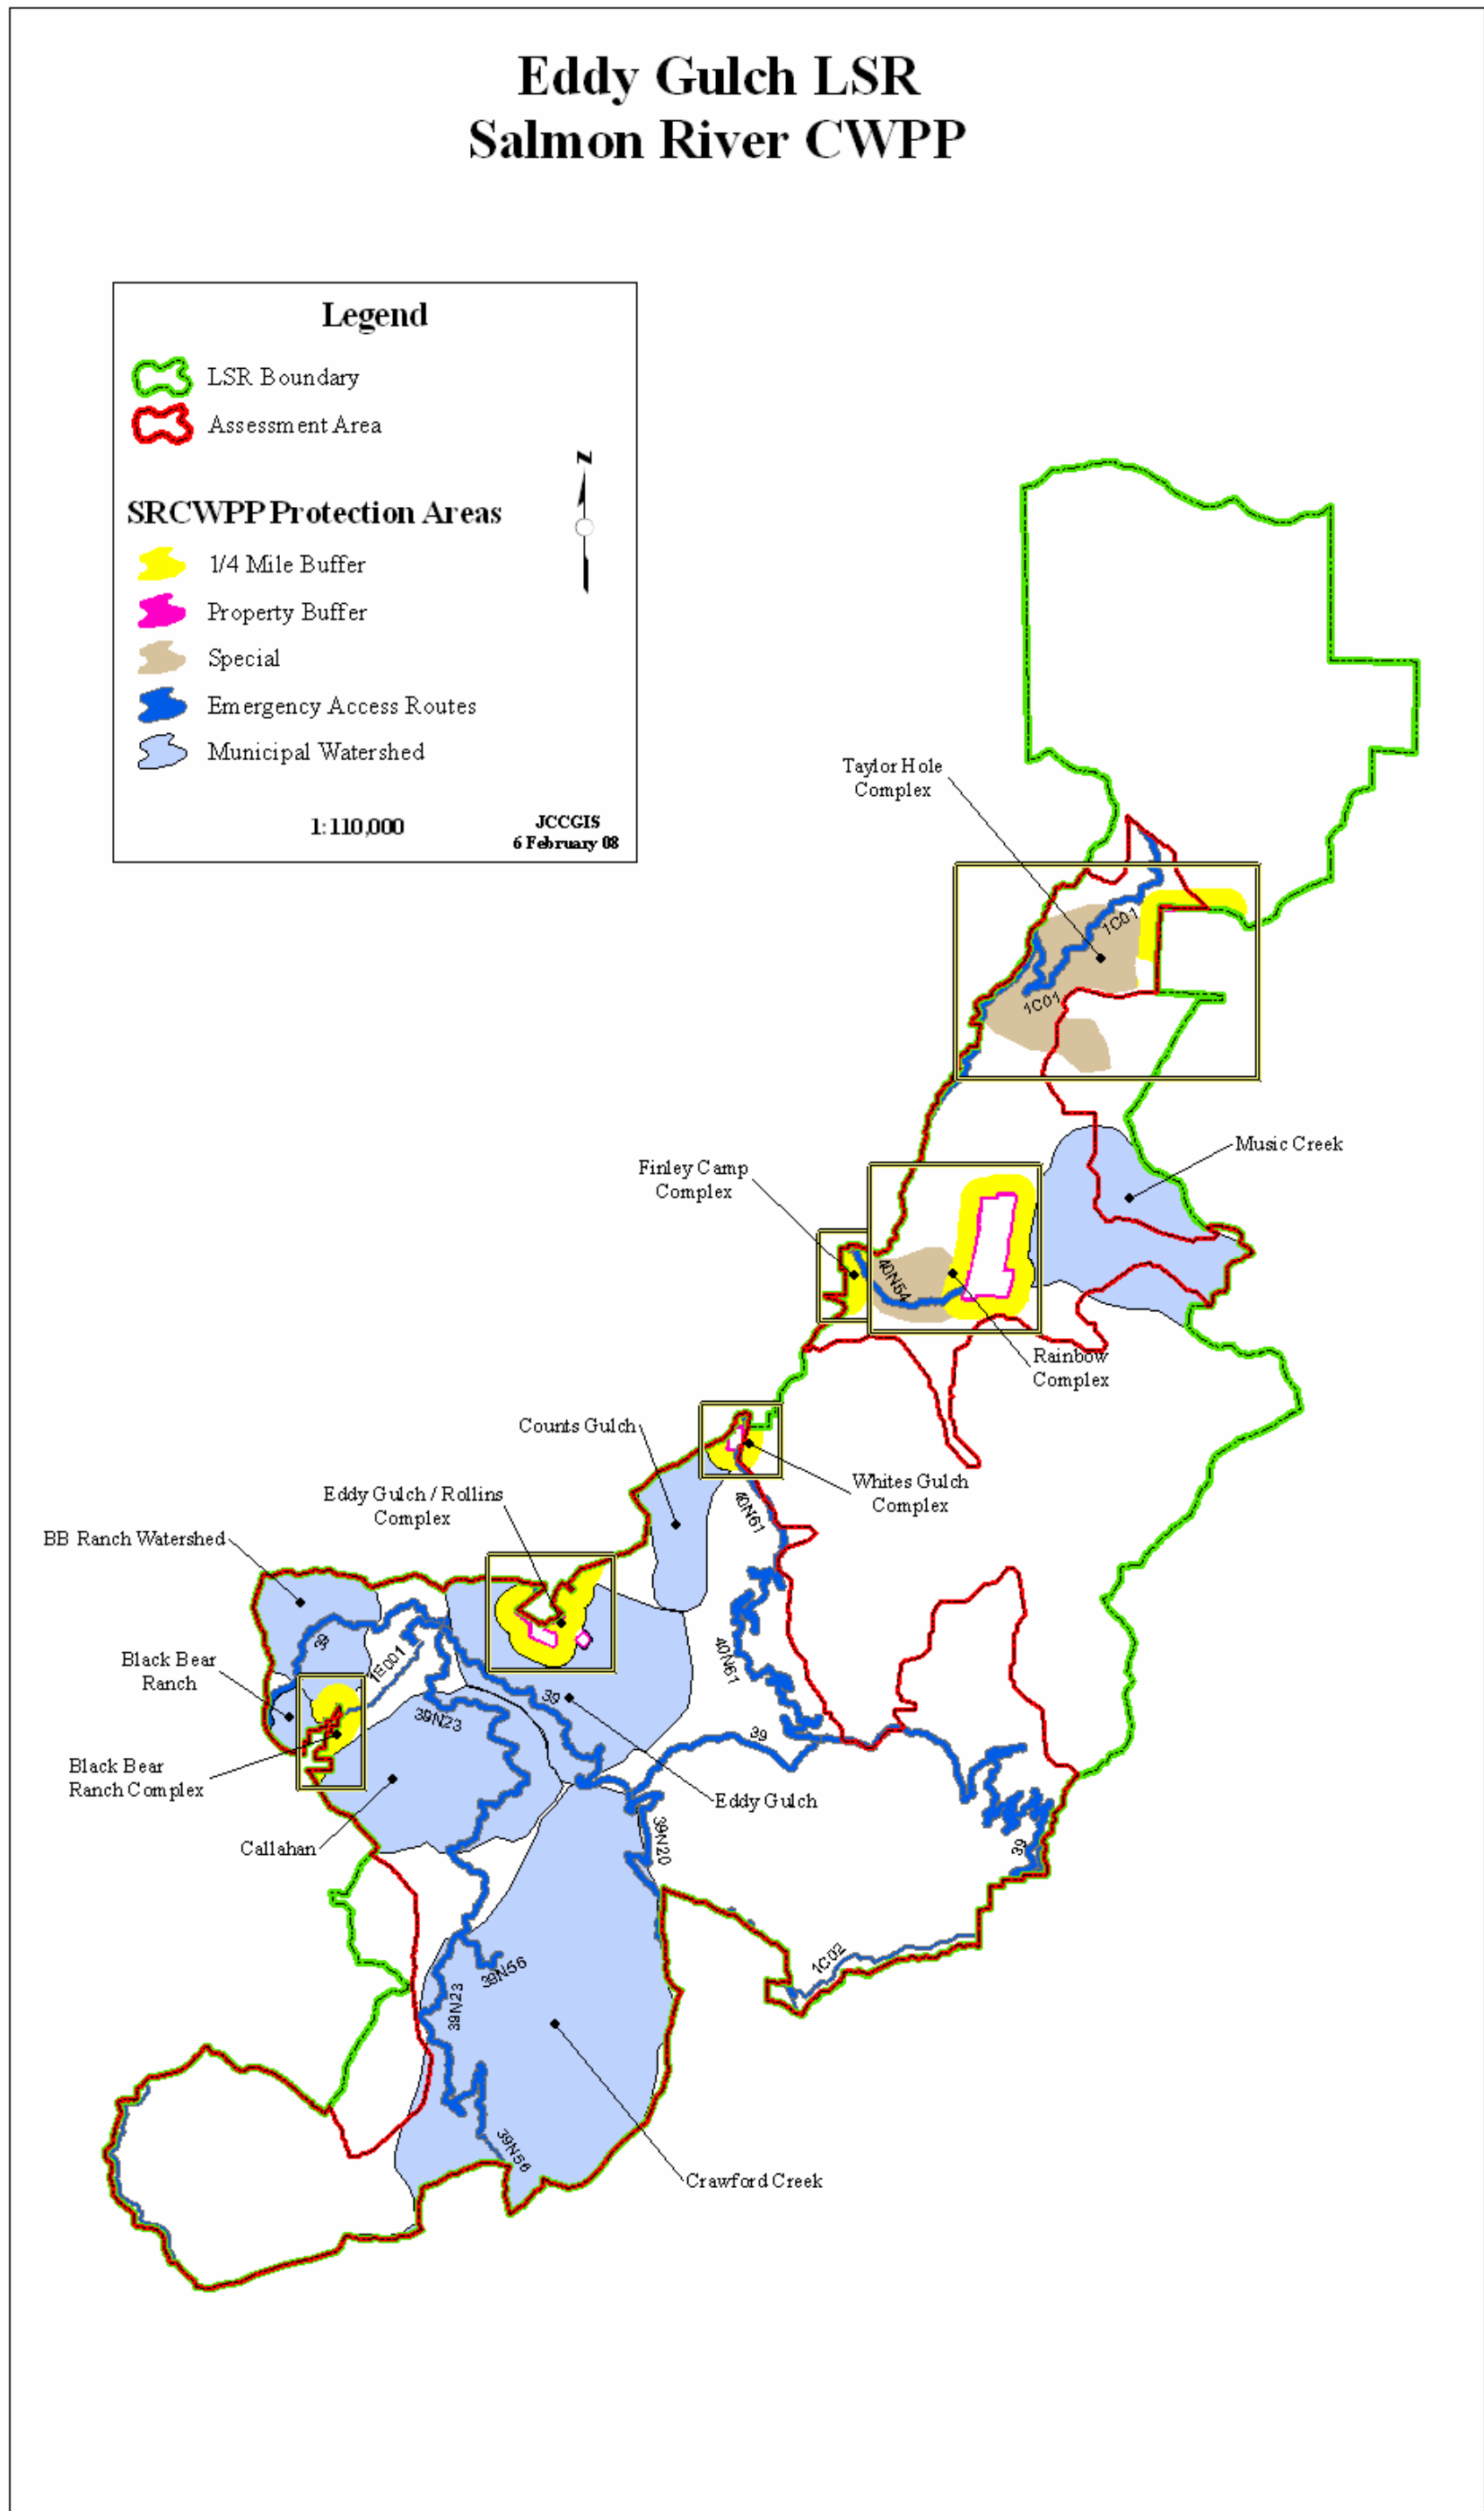 Eddy Gulch LSR
Salmon River CWPP
Legend
LSR Boundary
Assessment Area
N
SRCWPP Protection Areas
1/4 Mile Buffer
Property Buffer
Special
Emergency Access Routes
Municipal Watershed
1:110,000
JCCGIS
6 February 08
Taylor Hole
Complex
1C01
1C01
Music Creek
Finley Camp
Complex
40N54
Rainbow
Complex
Counts Gulch
Whites Gulch
Complex
40N61
Eddy Gulch / Rollins
Complex
BB Ranch Watershed
39
1E001
40N61
Black Bear
Ranch
39
39N23
39
Black Bear
Ranch Complex
Eddy Gulch
Callahan
39N20
39
1C02
39N56
39N23
39N56
Crawford Creek